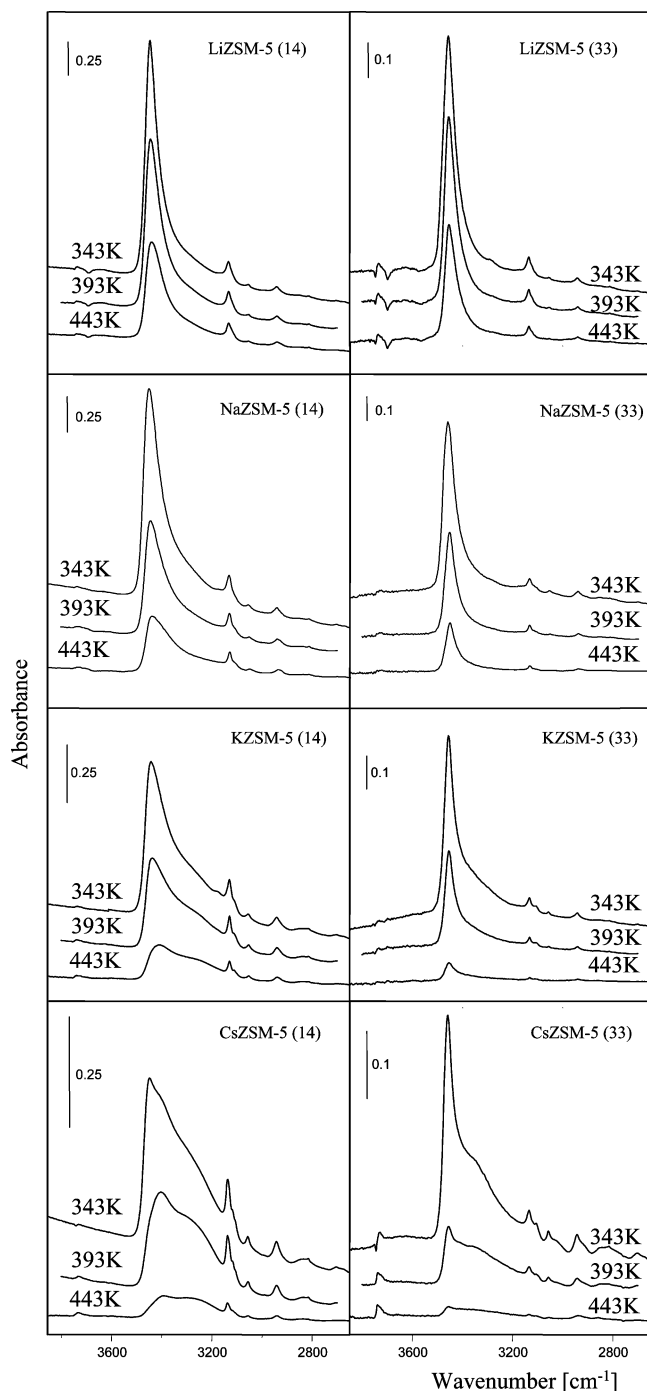 Absorbance
LiZSM-5 (14)
0.25
343K
393K
443K
LiZSM-5 (33)
0.1
343K
393K
443K
NaZSM-5 (14)
0.25
343K
393K
443K
NaZSM-5 (33)
0.1
343K
393K
443K
KZSM-5 (14)
0.25
343K
393K
443K
KZSM-5 (33)
0.1
343K
393K
443K
CsZSM-5 (14)
0.25
343K
393K
443K
CsZSM-5 (33)
0.1
343K
393K
443K
3600 3200 2800 3600 3200 2800
Wavenumber [cm⁻¹]